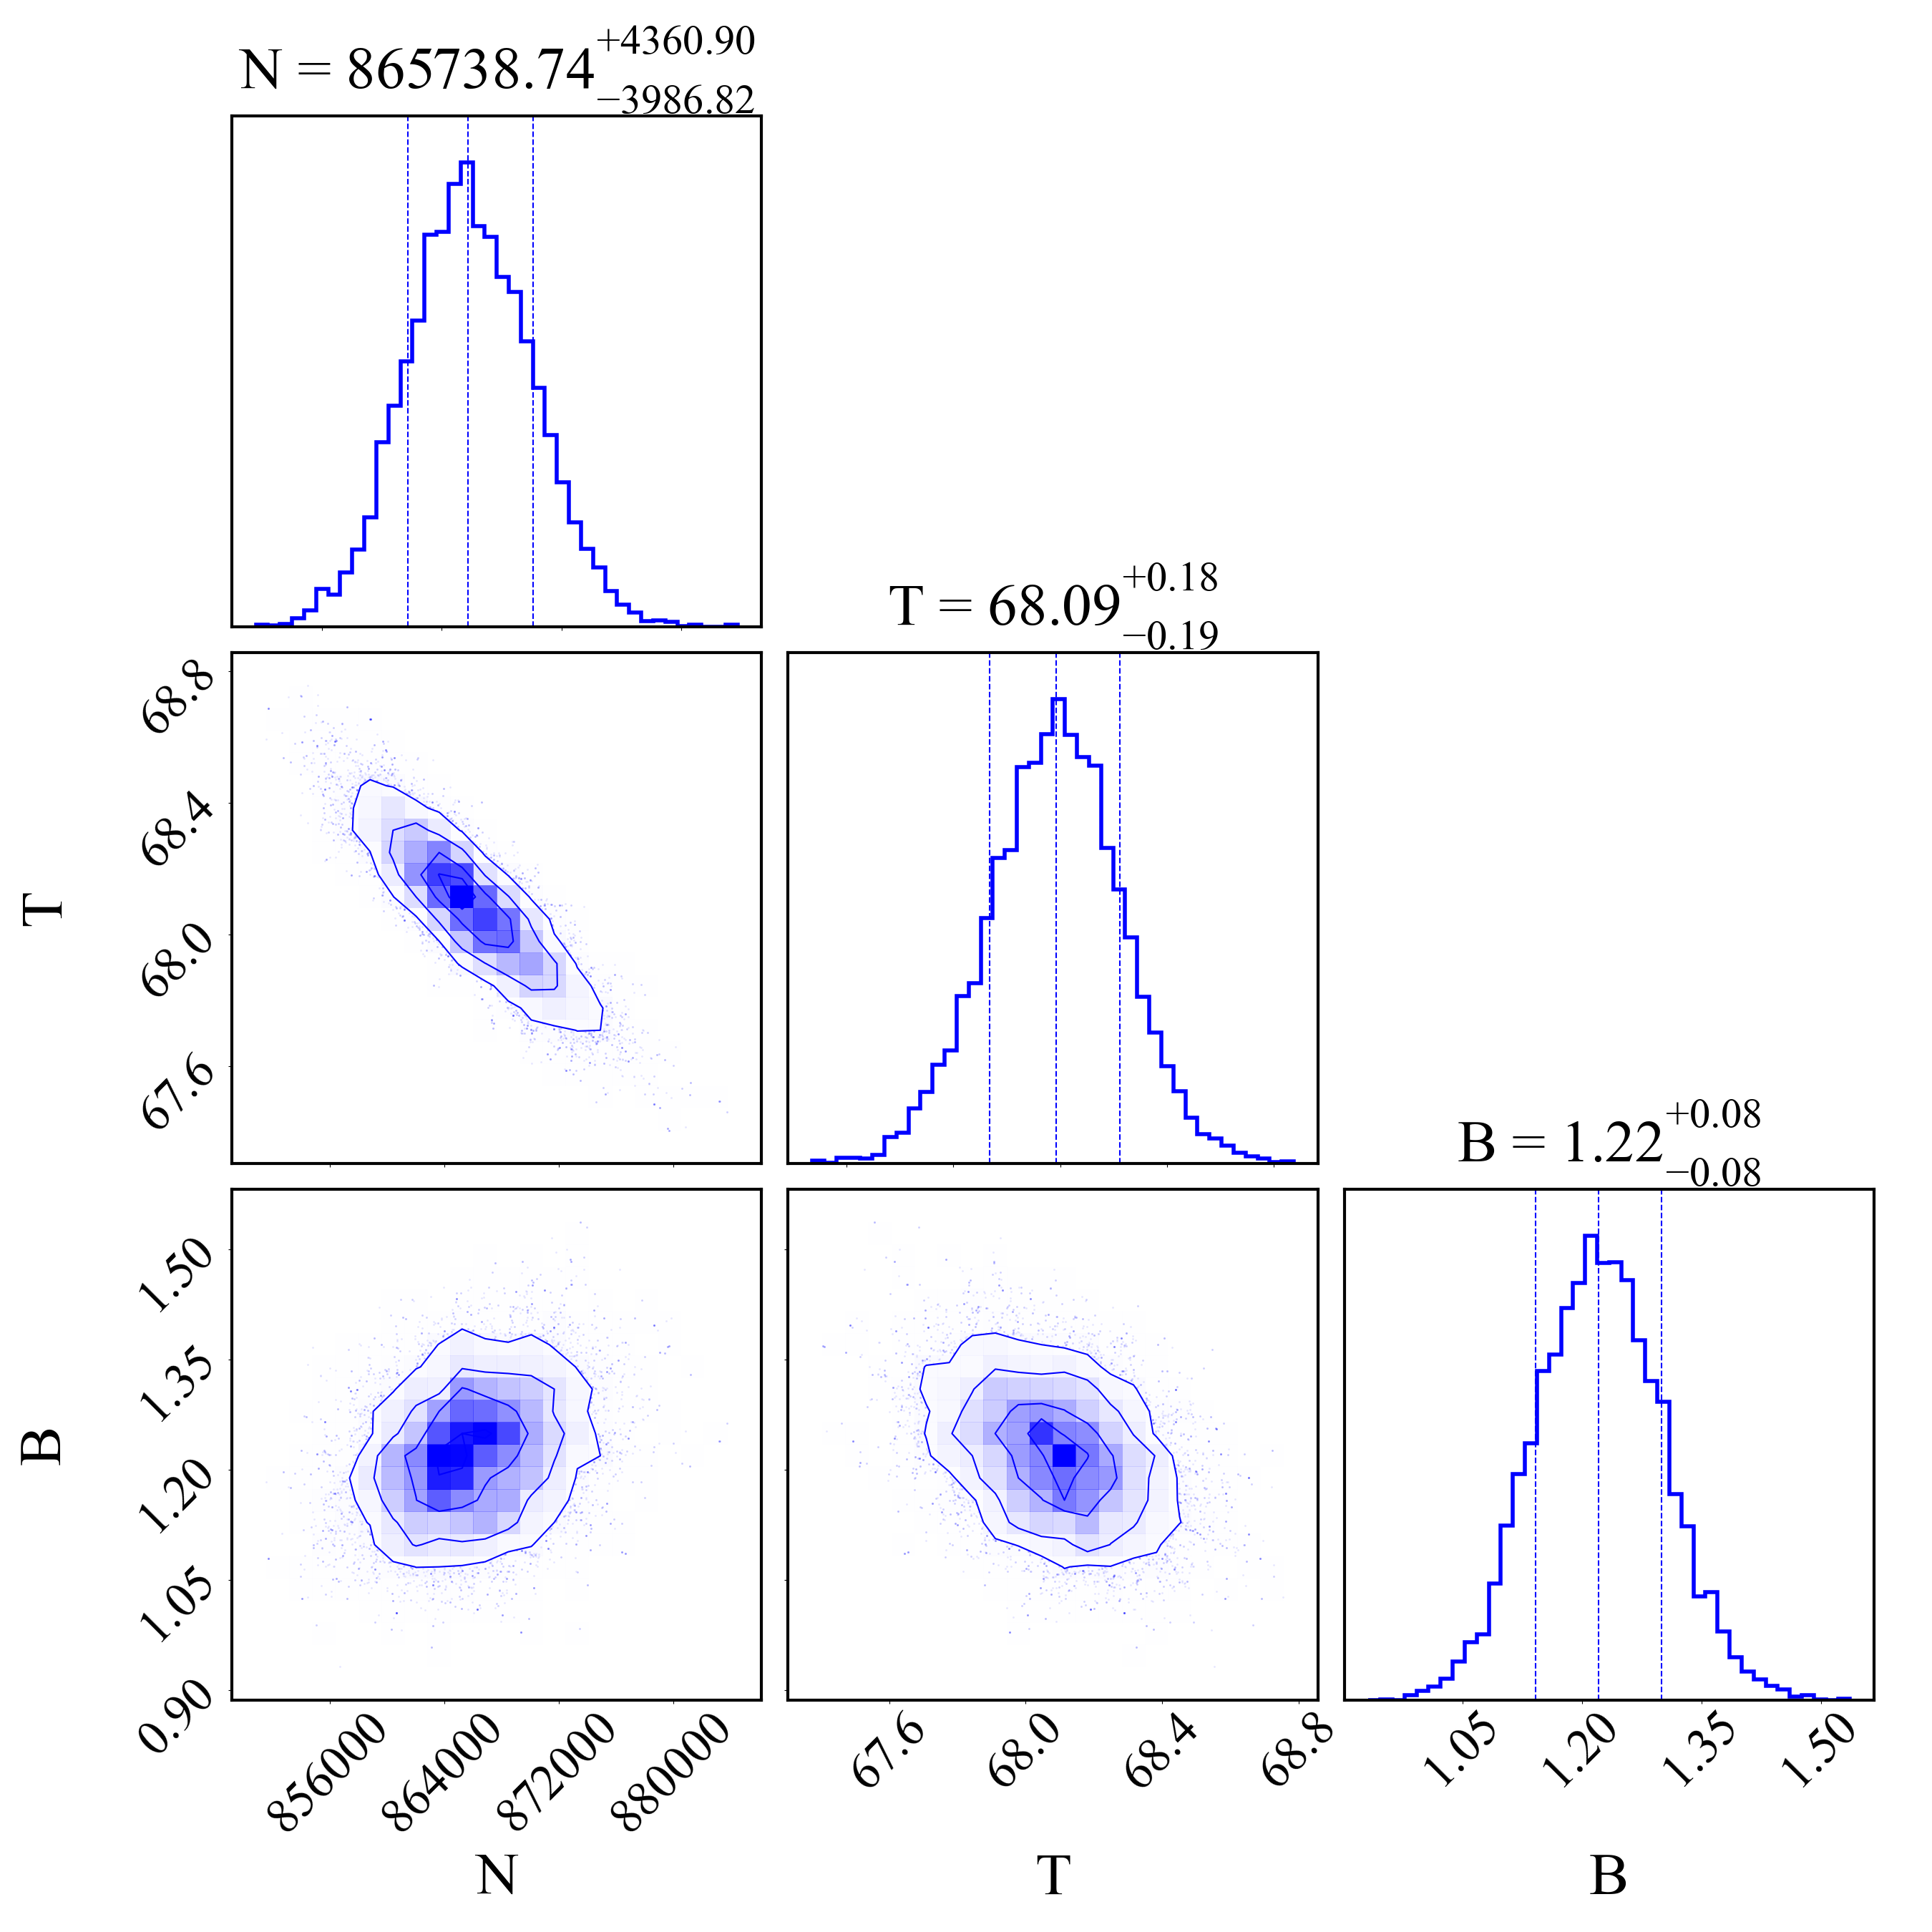 N = 865738.74+4360.90−3986.82
T = 68.09+0.18−0.19
B = 1.22+0.08−0.08
T
68.8
68.4
68.0
67.6
B
1.50
1.35
1.20
1.05
0.90
856000 864000 872000 880000
67.6 68.0 68.4 68.8
1.05 1.20 1.35 1.50
N T B